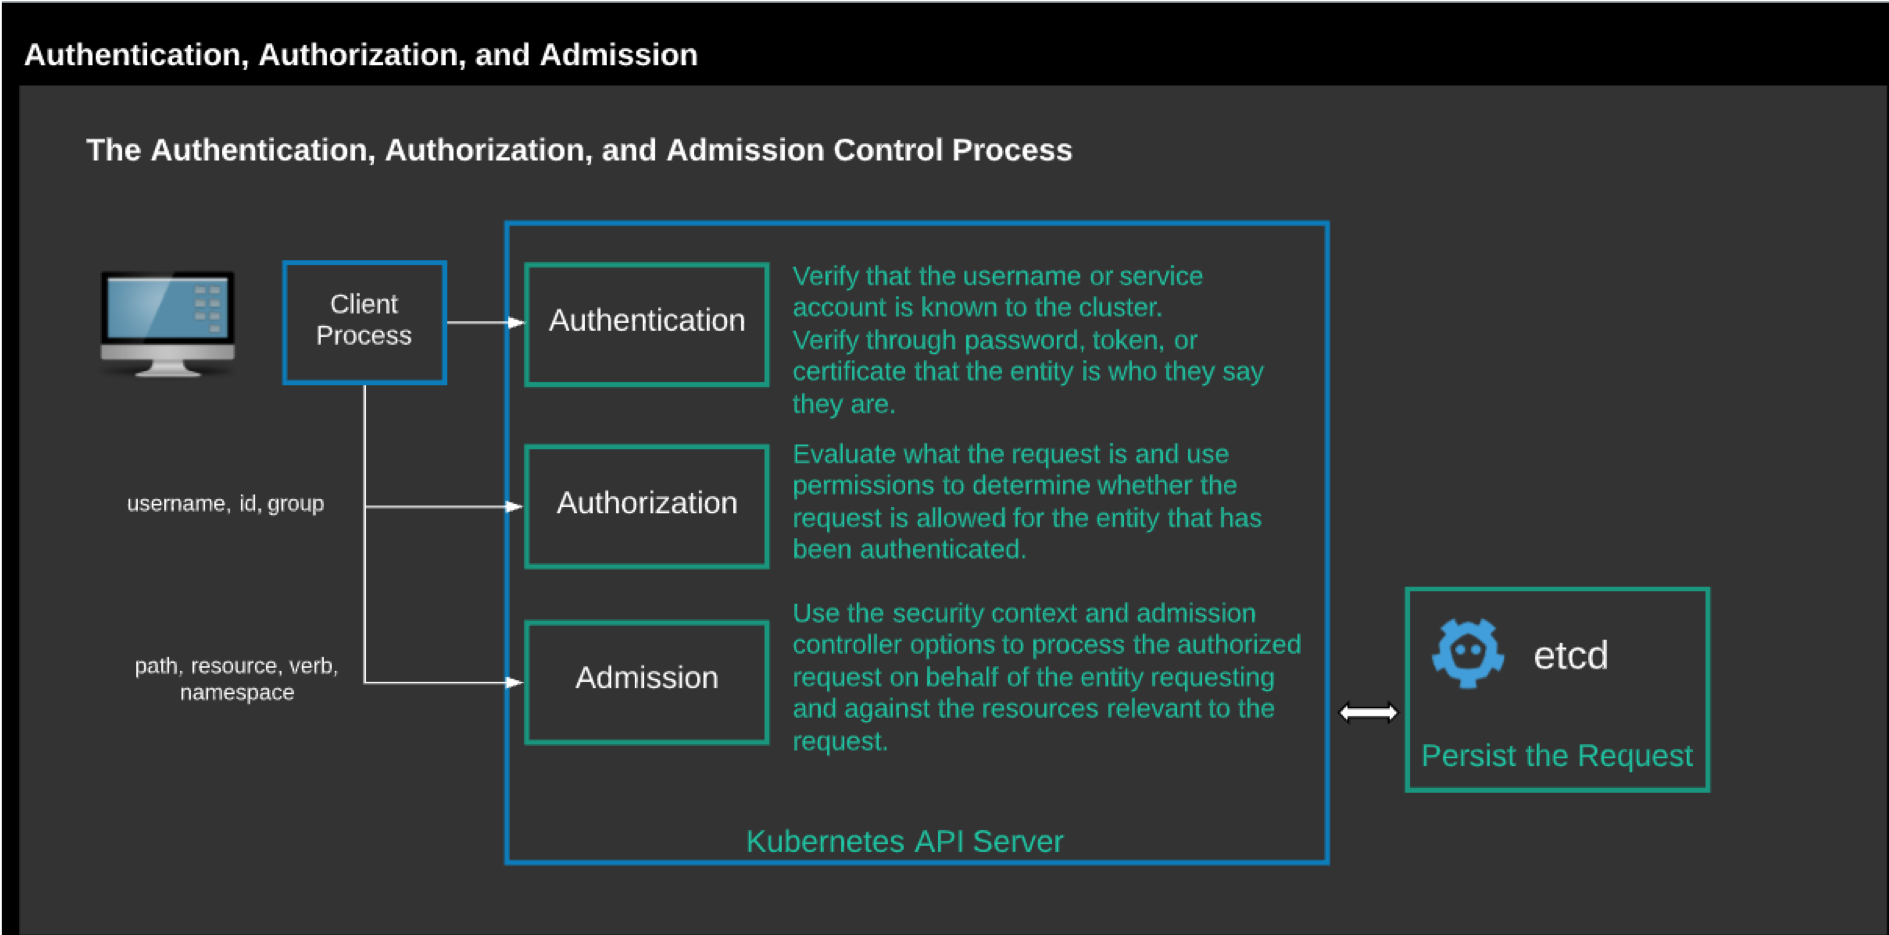 Authentication, Authorization, and Admission
The Authentication, Authorization, and Admission Control Process
Client
Process
Authentication
Verify that the username or service
account is known to the cluster.
Verify through password, token, or
certificate that the entity is who they say
they are.
username, id, group
Authorization
Evaluate what the request is and use
permissions to determine whether the
request is allowed for the entity that has
been authenticated.
path, resource, verb,
namespace
Admission
Use the security context and admission
controller options to process the authorized
request on behalf of the entity requesting
and against the resources relevant to the
request.
etcd
Persist the Request
Kubernetes API Server